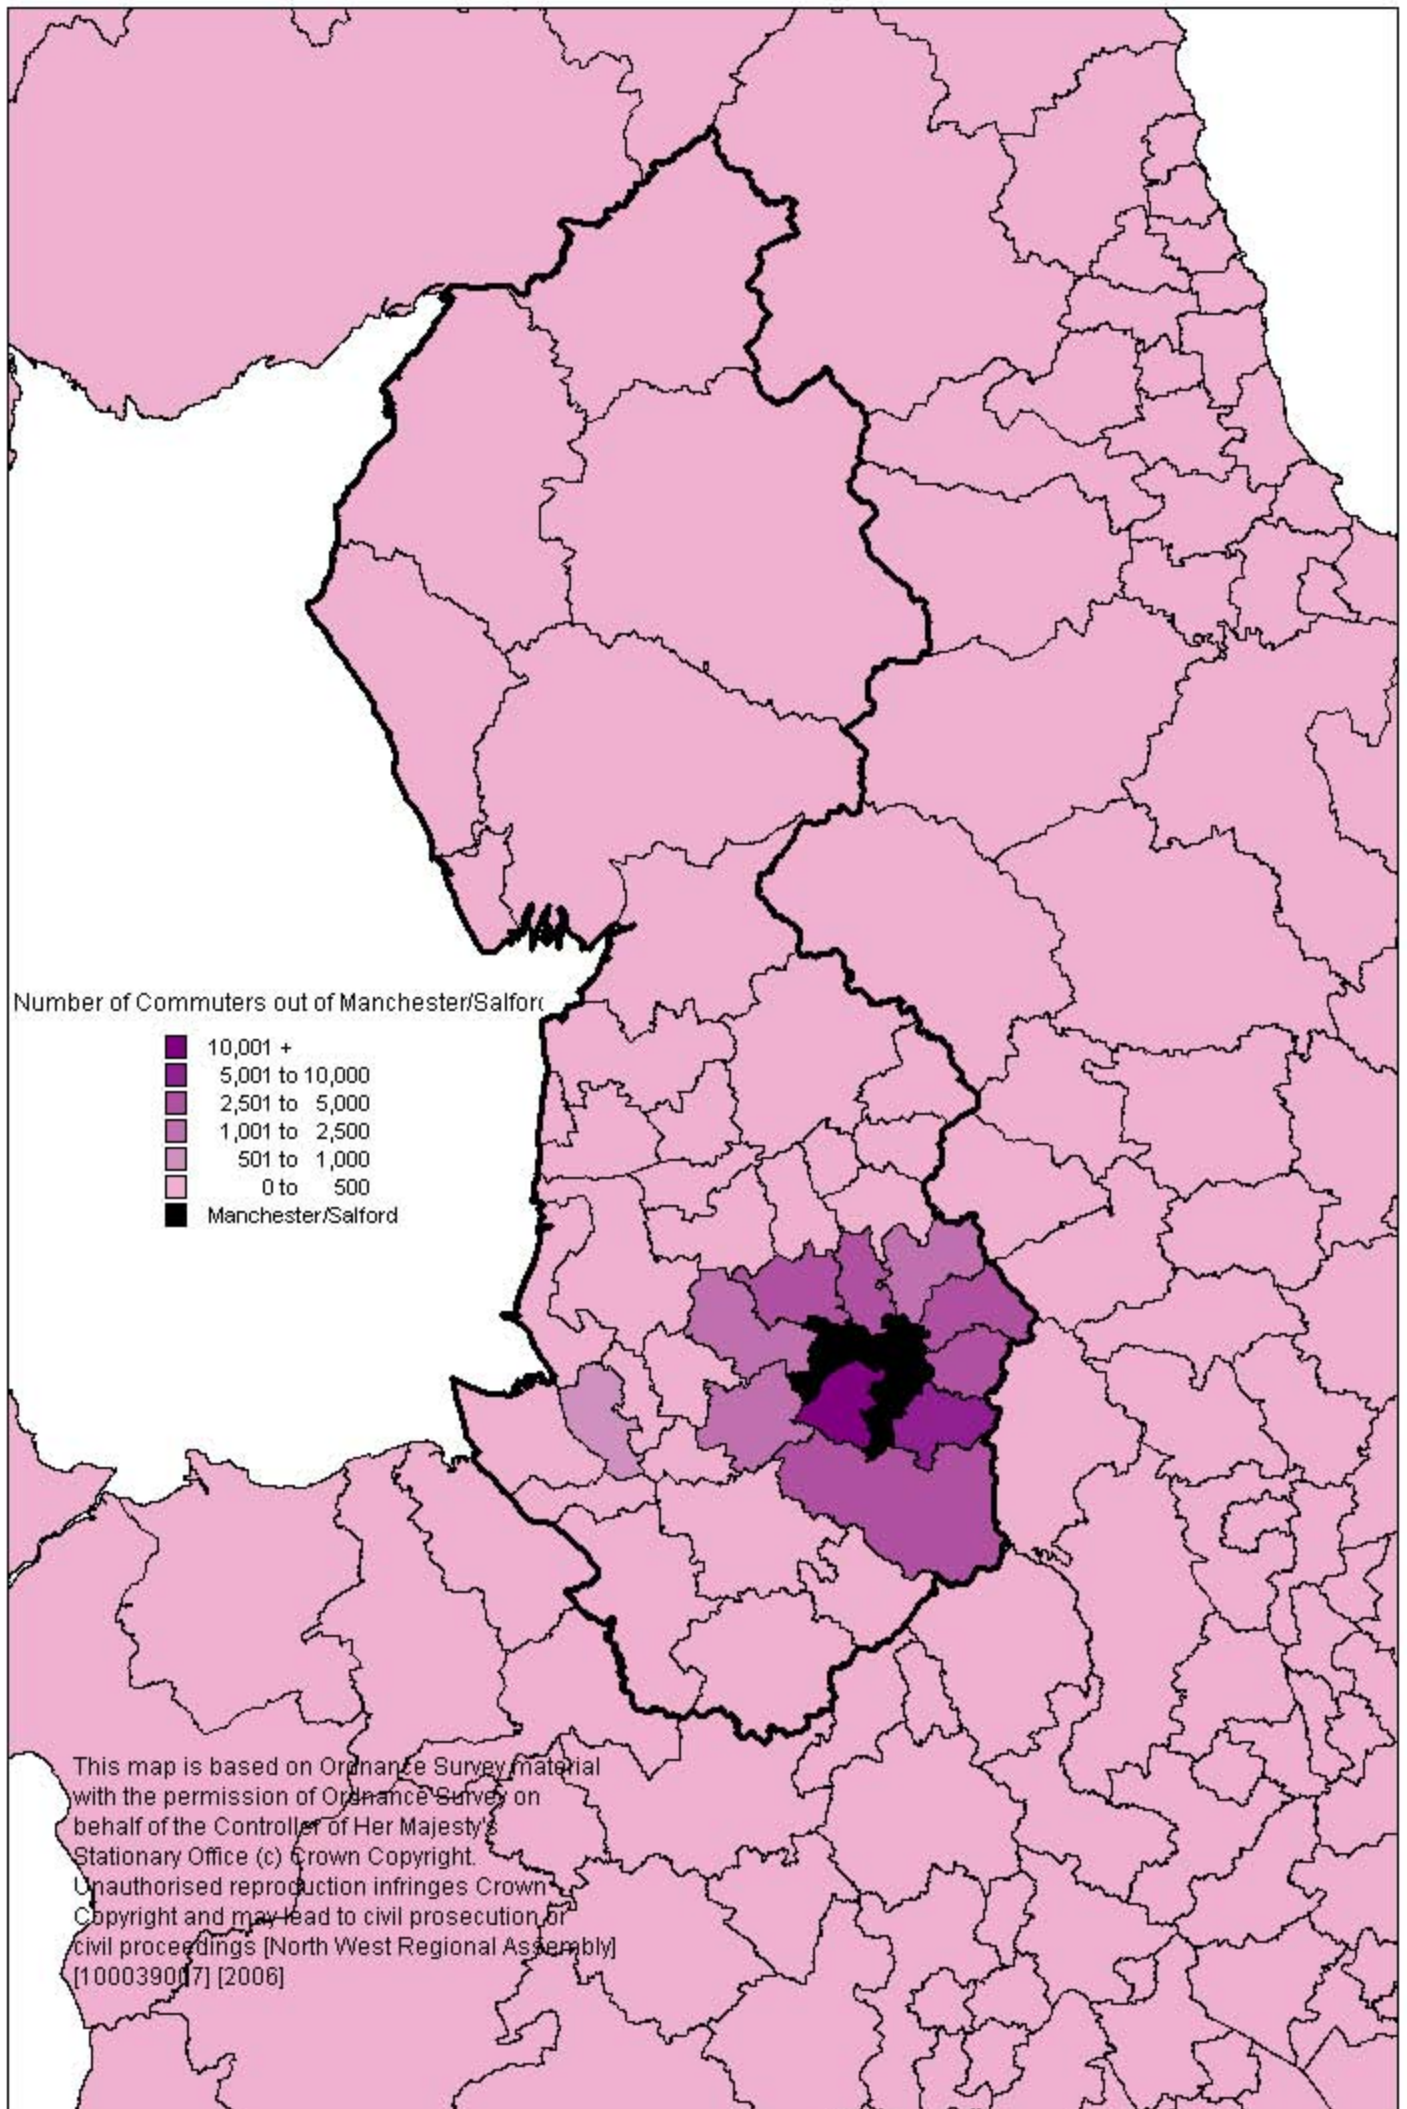 Number of Commuters out of Manchester/Salford
10,001 +
5,001 to 10,000
2,501 to 5,000
1,001 to 2,500
501 to 1,000
0 to 500
Manchester/Salford
This map is based on Ordnance Survey material
with the permission of Ordnance Survey on
behalf of the Controller of Her Majesty's
Stationary Office (c) Crown Copyright.
Unauthorised reproduction infringes Crown
Copyright and may lead to civil prosecution or
civil proceedings [North West Regional Assembly]
[100039007] [2006]